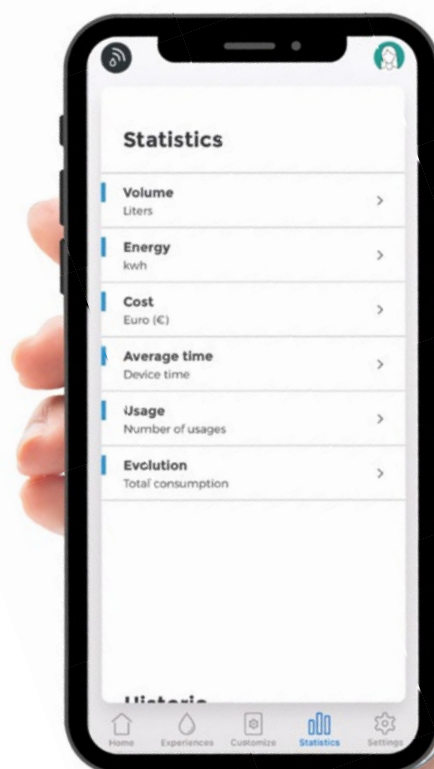 Statistics
Volume
Liters
Energy
kwh
Cost
Euro (€)
Average time
Device time
Usage
Number of usages
Evclution
Total consumption
Home Experiences Customize Statistics Settings